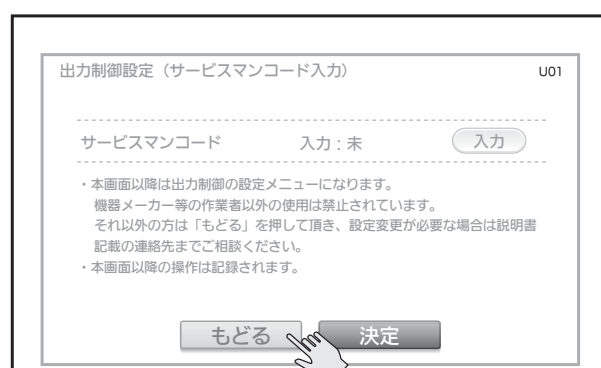 出力制御設定（サービスマンコード入力） U01
サービスマンコード 入力：未 入力
・本画面以降は出力制御の設定メニューになります。
機器メーカー等の作業者以外の使用は禁止されています。
それ以外の方は「もどる」を押して頂き、設定変更が必要な場合は説明書
記載の連絡先までご相談ください。
・本画面以降の操作は記録されます。
もどる 決定